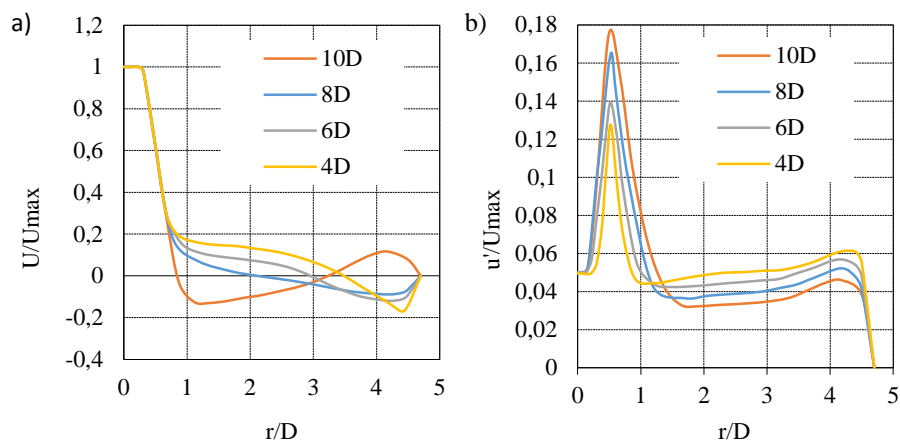 a)
1,2
1
0,8
0,6
0,4
0,2
0
-0,2
-0,4
U/Umax
10D
8D
6D
4D
0 1 2 3 4 5
r/D
b)
0,18
0,16
0,14
0,12
0,10
0,08
0,06
0,04
0,02
0
u'/Umax
10D
8D
6D
4D
0 1 2 3 4 5
r/D